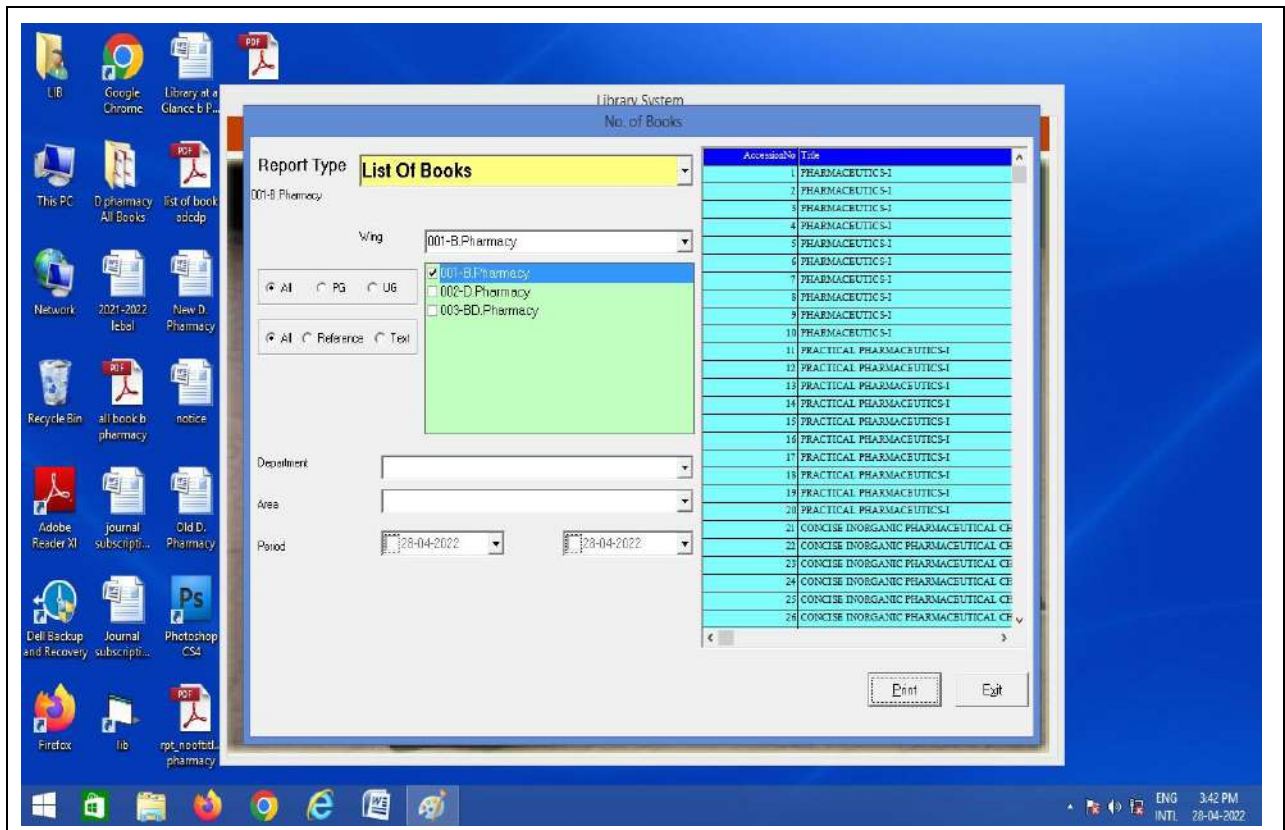 LIB
Google Chrome
Library at a Glance b P...
This PC
D pharmacy All Books
list of book adcdp
Network
2021-2022 lebal
New D. Pharmacy
Recycle Bin
all book b pharmacy
notice
Adobe Reader XI
journal subscripti...
Old D. Pharmacy
Dell Backup and Recovery
Journal subscripti...
Photoshop CS4
Firefox
lib
rpt_nooftitl... pharmacy
Library System
No. of Books
Report Type
List Of Books
001-B.Pharmacy
Wing
001-B.Pharmacy
All PG UG
All Reference Text
001-B.Pharmacy
002-D.Pharmacy
003-BD.Pharmacy
Department
Area
Period
28-04-2022
28-04-2022
AccessionNo Title
1 PHARMACEUTICS-I
2 PHARMACEUTICS-I
3 PHARMACEUTICS-I
4 PHARMACEUTICS-I
5 PHARMACEUTICS-I
6 PHARMACEUTICS-I
7 PHARMACEUTICS-I
8 PHARMACEUTICS-I
9 PHARMACEUTICS-I
10 PHARMACEUTICS-I
11 PRACTICAL PHARMACEUTICS-I
12 PRACTICAL PHARMACEUTICS-I
13 PRACTICAL PHARMACEUTICS-I
14 PRACTICAL PHARMACEUTICS-I
15 PRACTICAL PHARMACEUTICS-I
16 PRACTICAL PHARMACEUTICS-I
17 PRACTICAL PHARMACEUTICS-I
18 PRACTICAL PHARMACEUTICS-I
19 PRACTICAL PHARMACEUTICS-I
20 PRACTICAL PHARMACEUTICS-I
21 CONCISE INORGANIC PHARMACEUTICAL CH
22 CONCISE INORGANIC PHARMACEUTICAL CH
23 CONCISE INORGANIC PHARMACEUTICAL CH
24 CONCISE INORGANIC PHARMACEUTICAL CH
25 CONCISE INORGANIC PHARMACEUTICAL CH
26 CONCISE INORGANIC PHARMACEUTICAL CH
Print
Exit
ENG
INTL
3:42 PM
28-04-2022